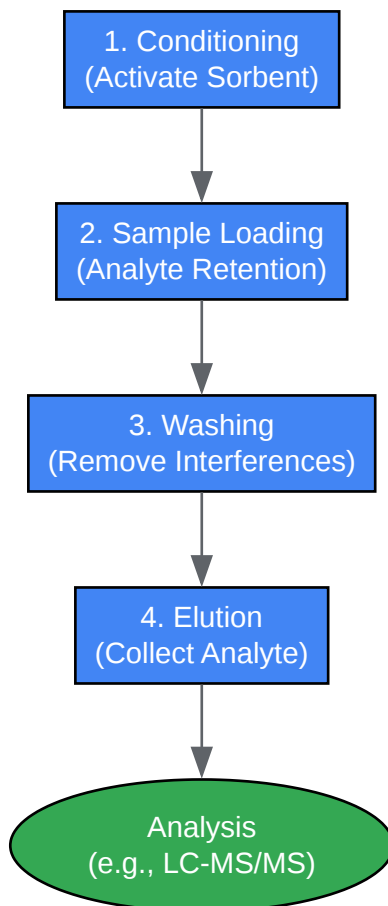 1. Conditioning
(Activate Sorbent)
2. Sample Loading
(Analyte Retention)
3. Washing
(Remove Interferences)
4. Elution
(Collect Analyte)
Analysis
(e.g., LC-MS/MS)